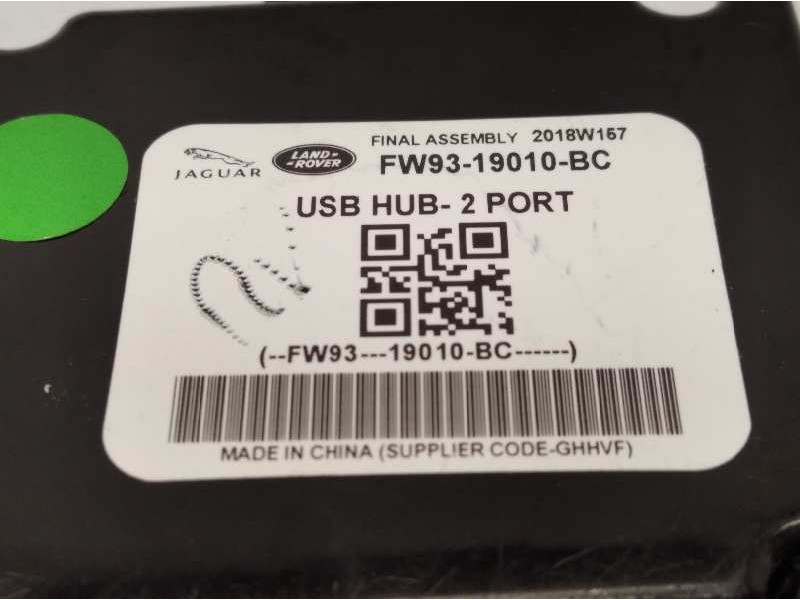 JAGUAR
LAND-
-ROVER
FINAL ASSEMBLY 2018W157
FW93-19010-BC
USB HUB- 2 PORT
(--FW93---19010-BC------)
MADE IN CHINA (SUPPLIER CODE-GHHVF)